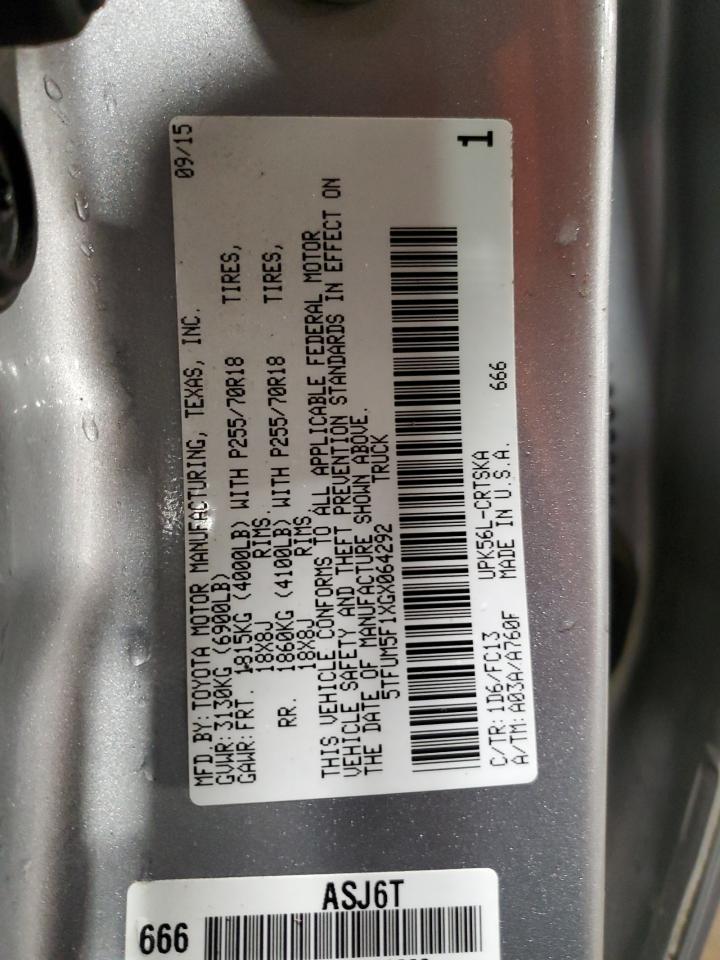 MFD.BY:TOYOTA MOTOR MANUFACTURING, TEXAS, INC. 09/15
GVWR:3130KG (6900LB)
GAWR:FRT. 1815KG (4000LB) WITH P255/70R18 TIRES,
18X8J RIMS.
RR. 1860KG (4100LB) WITH P255/70R18 TIRES,
18X8J RIMS
THIS VEHICLE CONFORMS TO ALL APPLICABLE FEDERAL MOTOR
VEHICLE SAFETY AND THEFT PREVENTION STANDARDS IN EFFECT ON
THE DATE OF MANUFACTURE SHOWN ABOVE.
5TFUM5F1XGX064292 TRUCK
1
C/TR:1D6/FC13 UPK56L-CRTSKA 666
A/TM:A03A/A760F MADE IN U.S.A.
ASJ6T
666